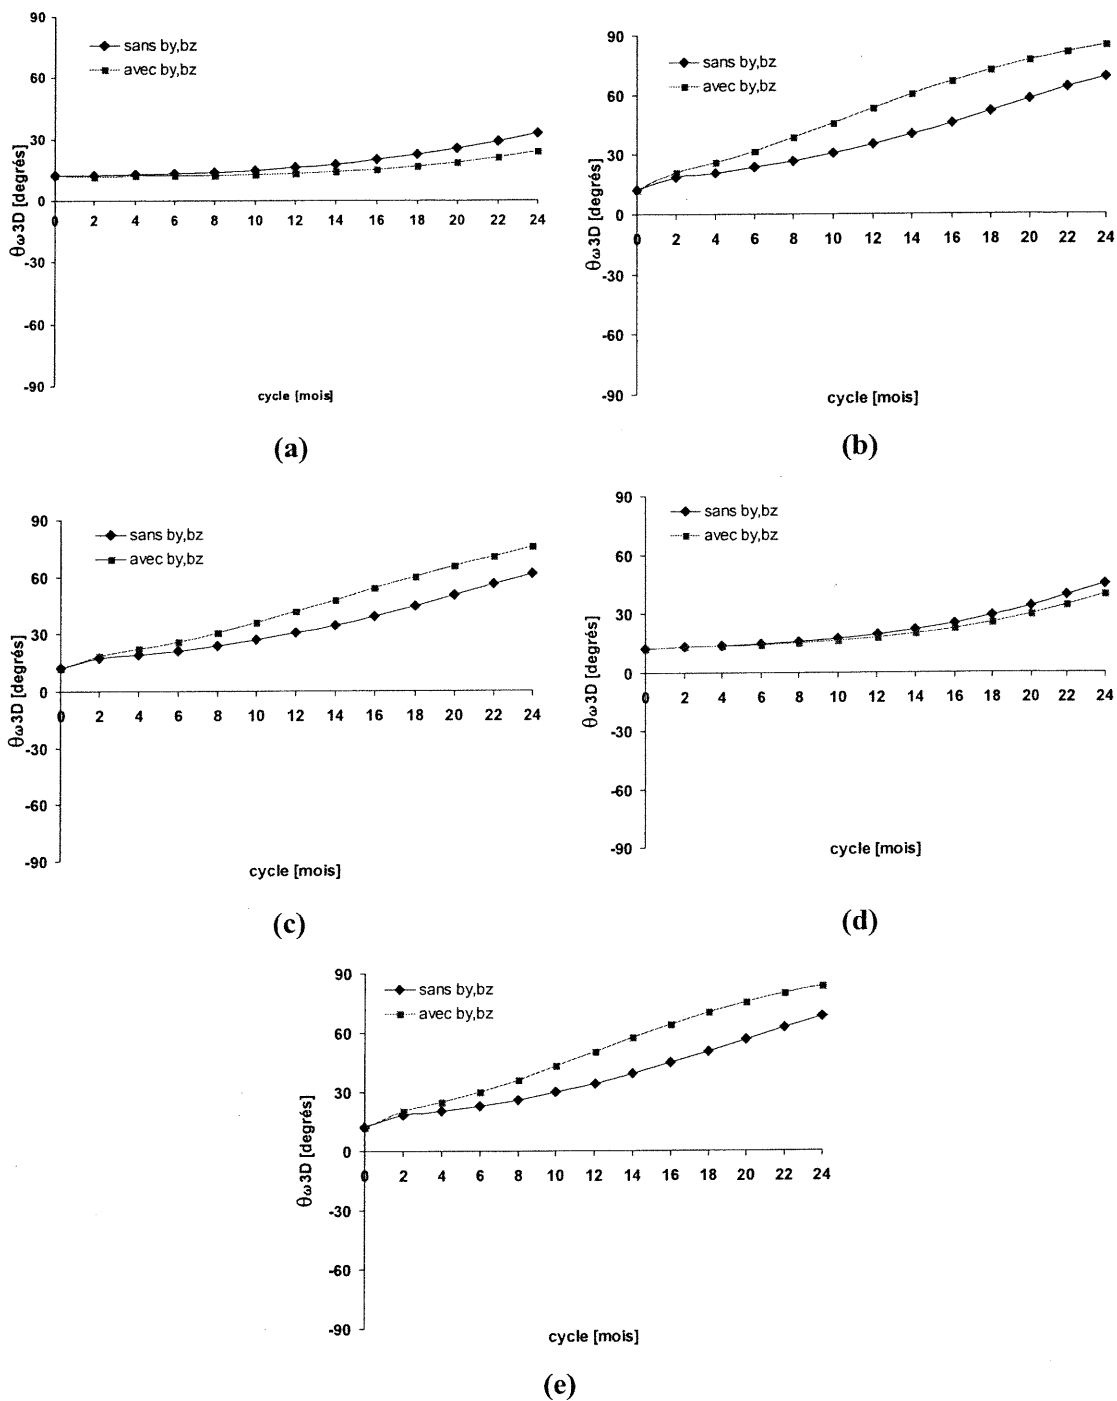 90
60
30
0
-30
-60
-90
θω3D [degrés]
sans by,bz
avec by,bz
0 2 4 6 8 10 12 14 16 18 20 22 24
cycle [mois]
(a)
90
60
30
0
-30
-60
-90
θω3D [degrés]
sans by,bz
avec by,bz
0 2 4 6 8 10 12 14 16 18 20 22 24
cycle [mois]
(b)
90
60
30
0
-30
-60
-90
θω3D [degrés]
sans by,bz
avec by,bz
0 2 4 6 8 10 12 14 16 18 20 22 24
cycle [mois]
(c)
90
60
30
0
-30
-60
-90
θω3D [degrés]
sans by,bz
avec by,bz
0 2 4 6 8 10 12 14 16 18 20 22 24
cycle [mois]
(d)
90
60
30
0
-30
-60
-90
θω3D [degrés]
sans by,bz
avec by,bz
0 2 4 6 8 10 12 14 16 18 20 22 24
cycle [mois]
(e)